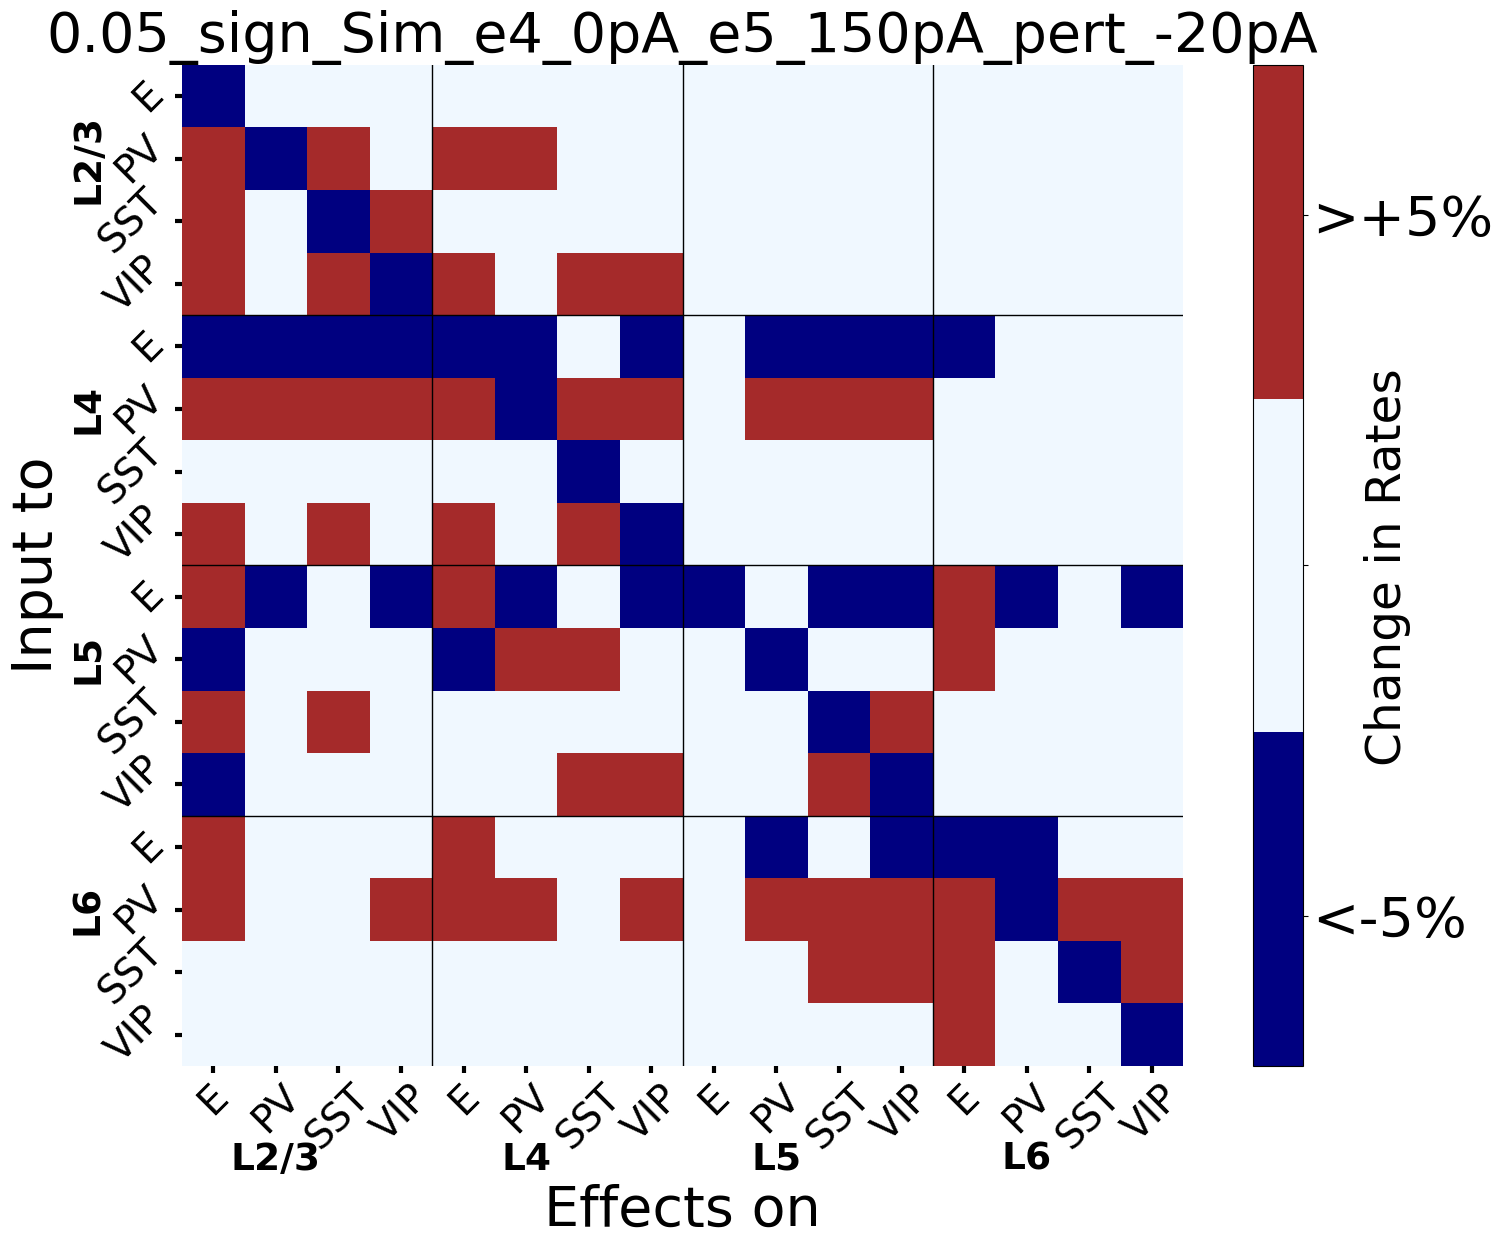 0.05_sign_Sim_e4_0pA_e5_150pA_pert_-20pA
Input to
L2/3
E
PV
SST
VIP
L4
E
PV
SST
VIP
L5
E
PV
SST
VIP
L6
E
PV
SST
VIP
E PV SST VIP E PV SST VIP E PV SST VIP E PV SST VIP
L2/3 L4 L5 L6
Effects on
>+5%
<-5%
Change in Rates